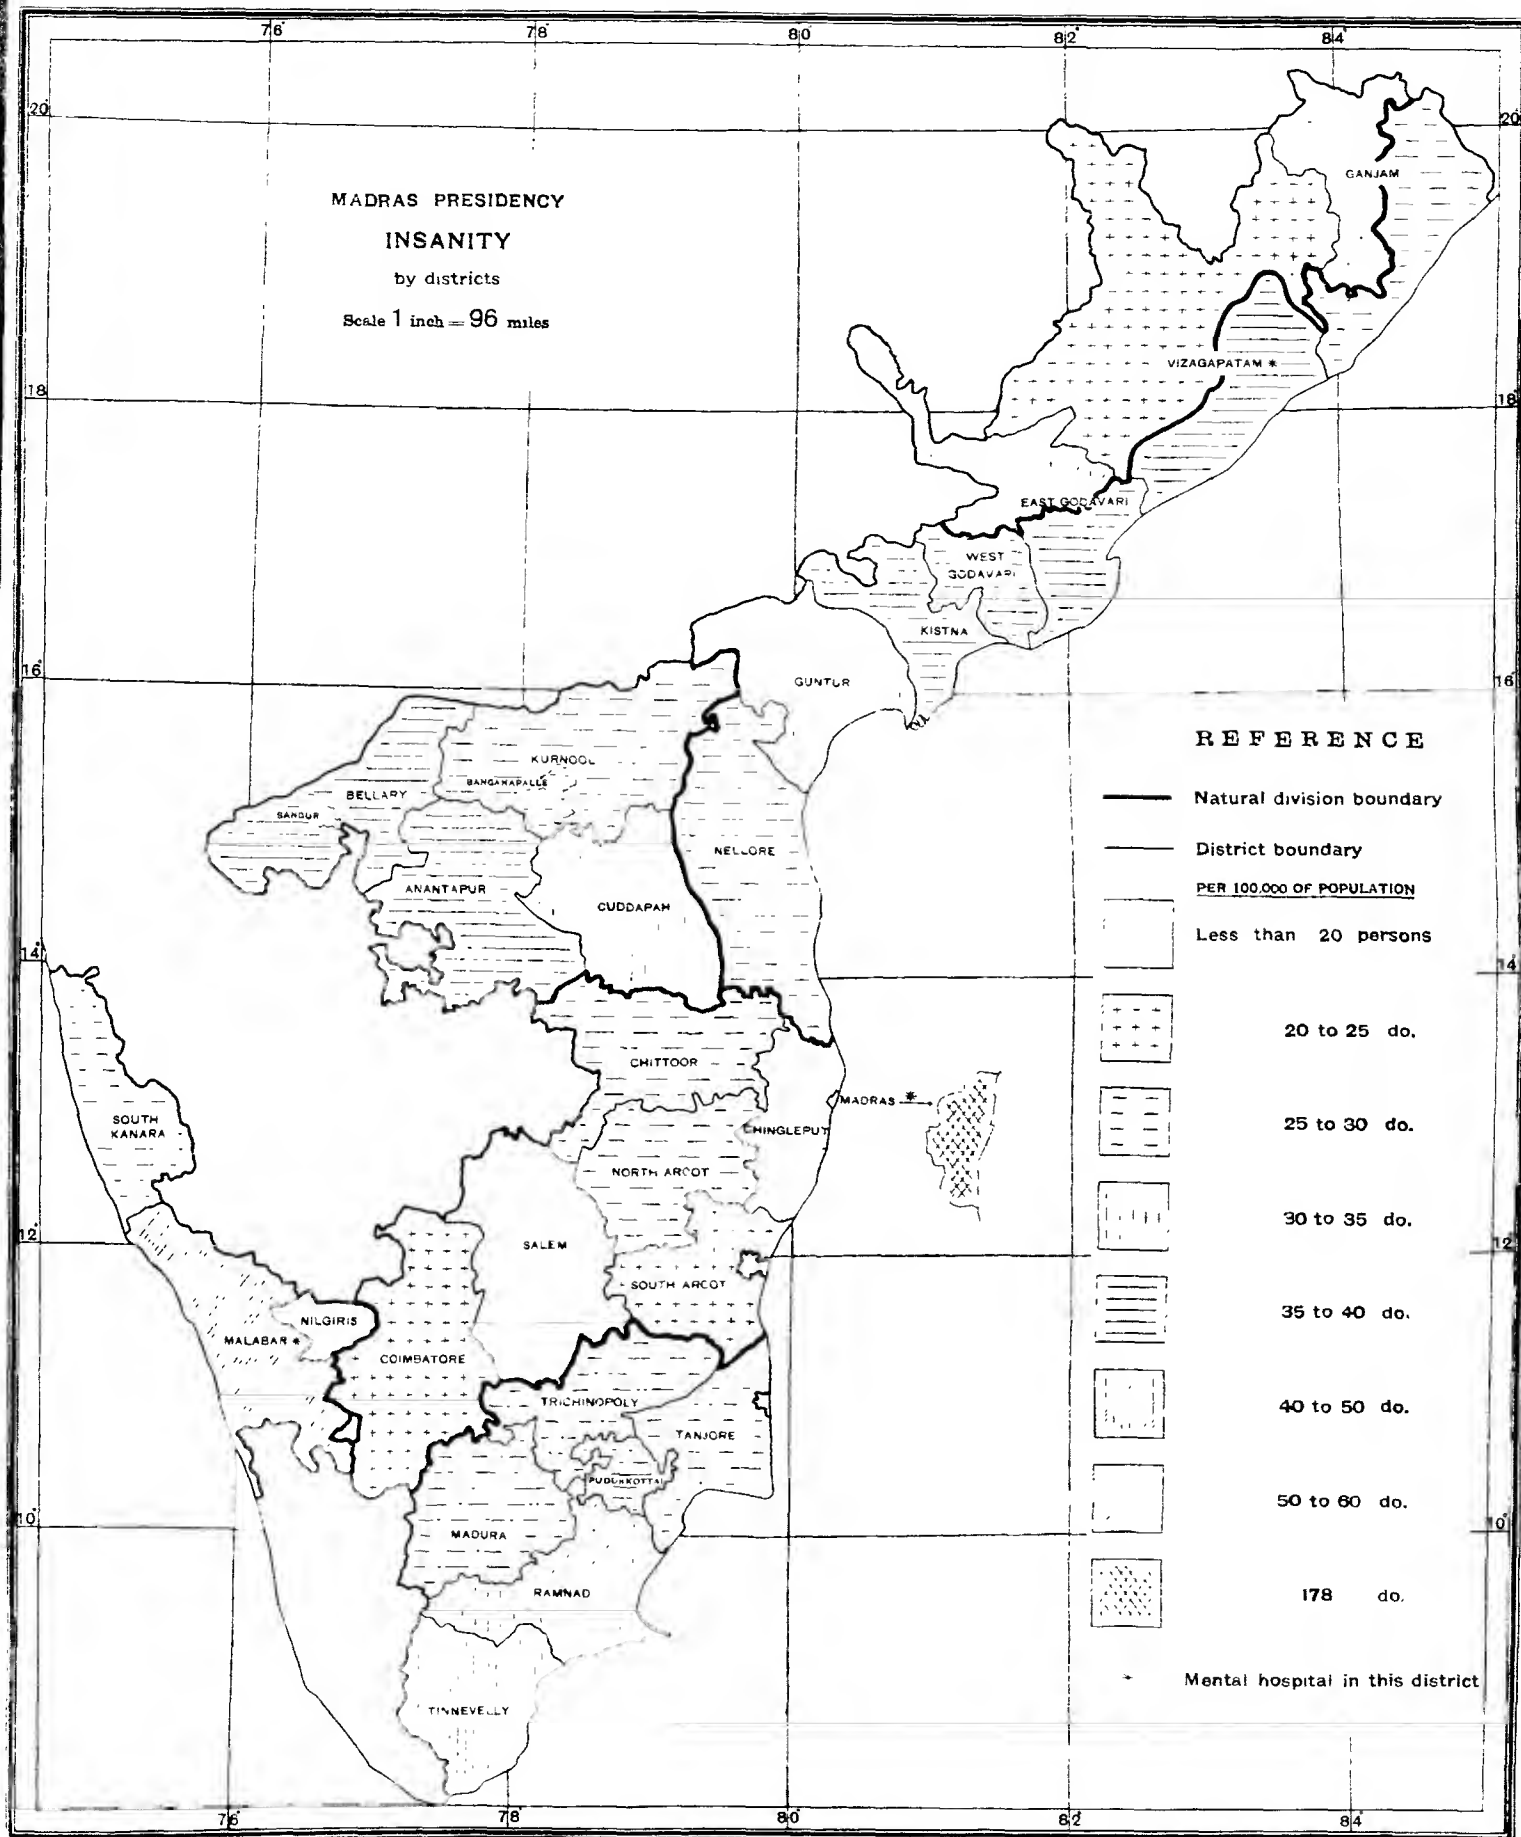 76°
78°
80°
82°
84°
20°
20°
MADRAS PRESIDENCY
INSANITY
by districts
Scale 1 inch = 96 miles
GANJAM
VIZAGAPATAM *
18°
18°
EAST GODAVARI
WEST
GODAVARI
KISTNA
16°
16°
GUNTUR
KURNOOL
BANGANAPALLE
BELLARY
SANDUR
NELLORE
ANANTAPUR
CUDDAPAH
14°
14°
CHITTOOR
MADRAS *
SOUTH
KANARA
CHINGLEPUT
NORTH ARCOT
12°
12°
SALEM
SOUTH ARCOT
NILGIRIS
MALABAR *
COIMBATORE
TRICHINOPOLY
TANJORE
PUDUKKOTTAI
10°
10°
MADURA
RAMNAD
TINNEVELLY
REFERENCE
Natural division boundary
District boundary
PER 100,000 OF POPULATION
Less than 20 persons
20 to 25 do.
25 to 30 do.
30 to 35 do.
35 to 40 do.
40 to 50 do.
50 to 60 do.
178 do.
* Mental hospital in this district
76°
78°
80°
82°
84°